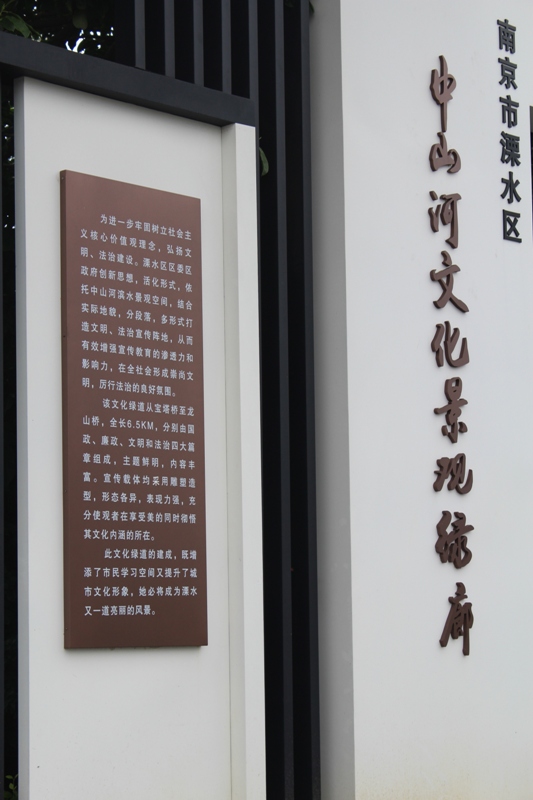 南京市溧水区
中山河文化景观绿廊
为进一步牢固树立社会主
义核心价值观理念，弘扬文
明、法治建设。溧水区区委区
政府创新思想，活化形式，依
托中山河滨水景观空间，结合
实际地貌，分段落，多形式打
造文明、法治宣传阵地，从而
有效增强宣传教育的渗透力和
影响力，在全社会形成崇尚文
明，厉行法治的良好氛围。
该文化绿道从宝塔桥至龙
山桥，全长6.5KM，分别由国
政、廉政、文明和法治四大篇
章组成，主题鲜明，内容丰
富。宣传载体均采用雕塑造
型，形态各异，表现力强，充
分使观者在享受美的同时彻悟
其文化内涵的所在。
此文化绿道的建成，既增
添了市民学习空间又提升了城
市文化形象，她必将成为溧水
又一道亮丽的风景。